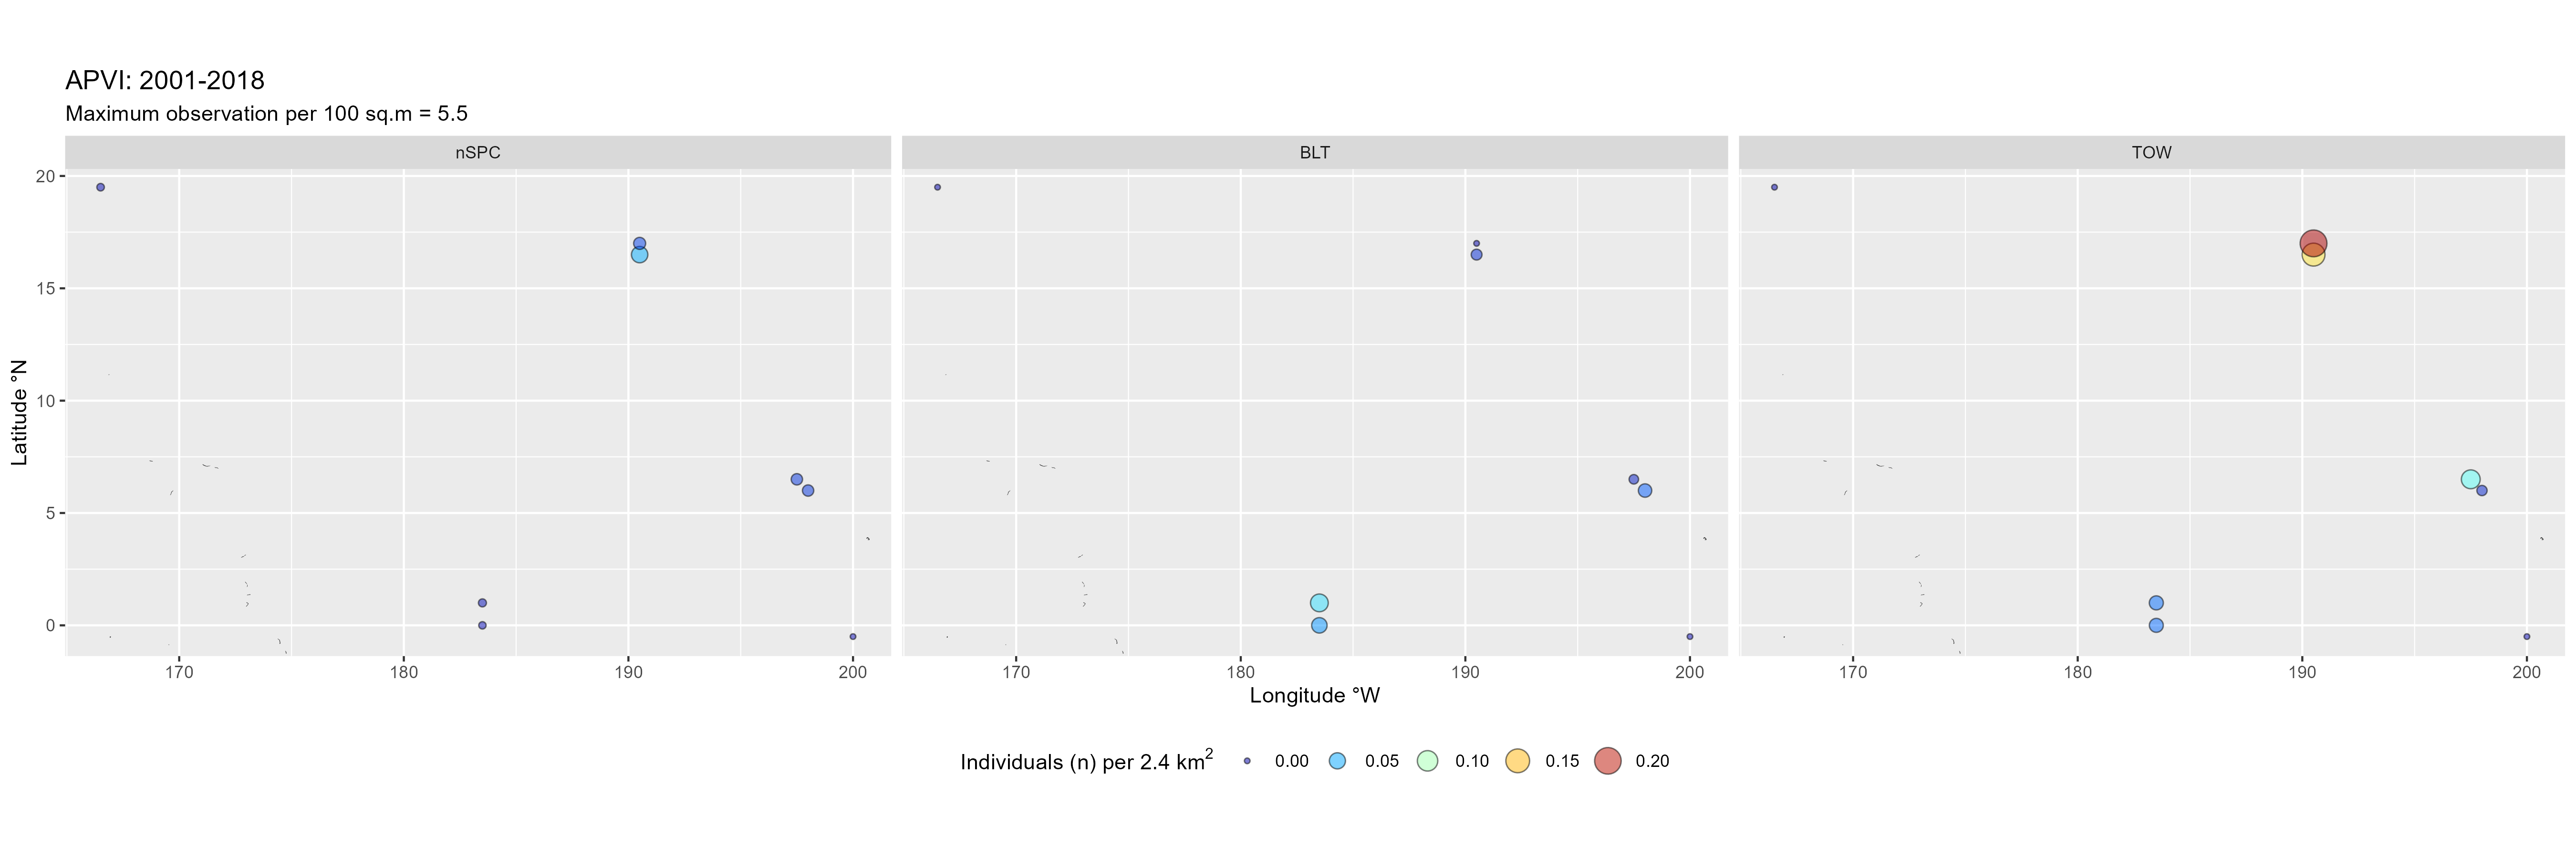 APVI: 2001-2018
Maximum observation per 100 sq.m = 5.5
nSPC BLT TOW
Latitude °N
20
15
10
5
0
170 180 190 200 170 180 190 200 170 180 190 200
Longitude °W
Individuals (n) per 2.4 km² 0.00 0.05 0.10 0.15 0.20